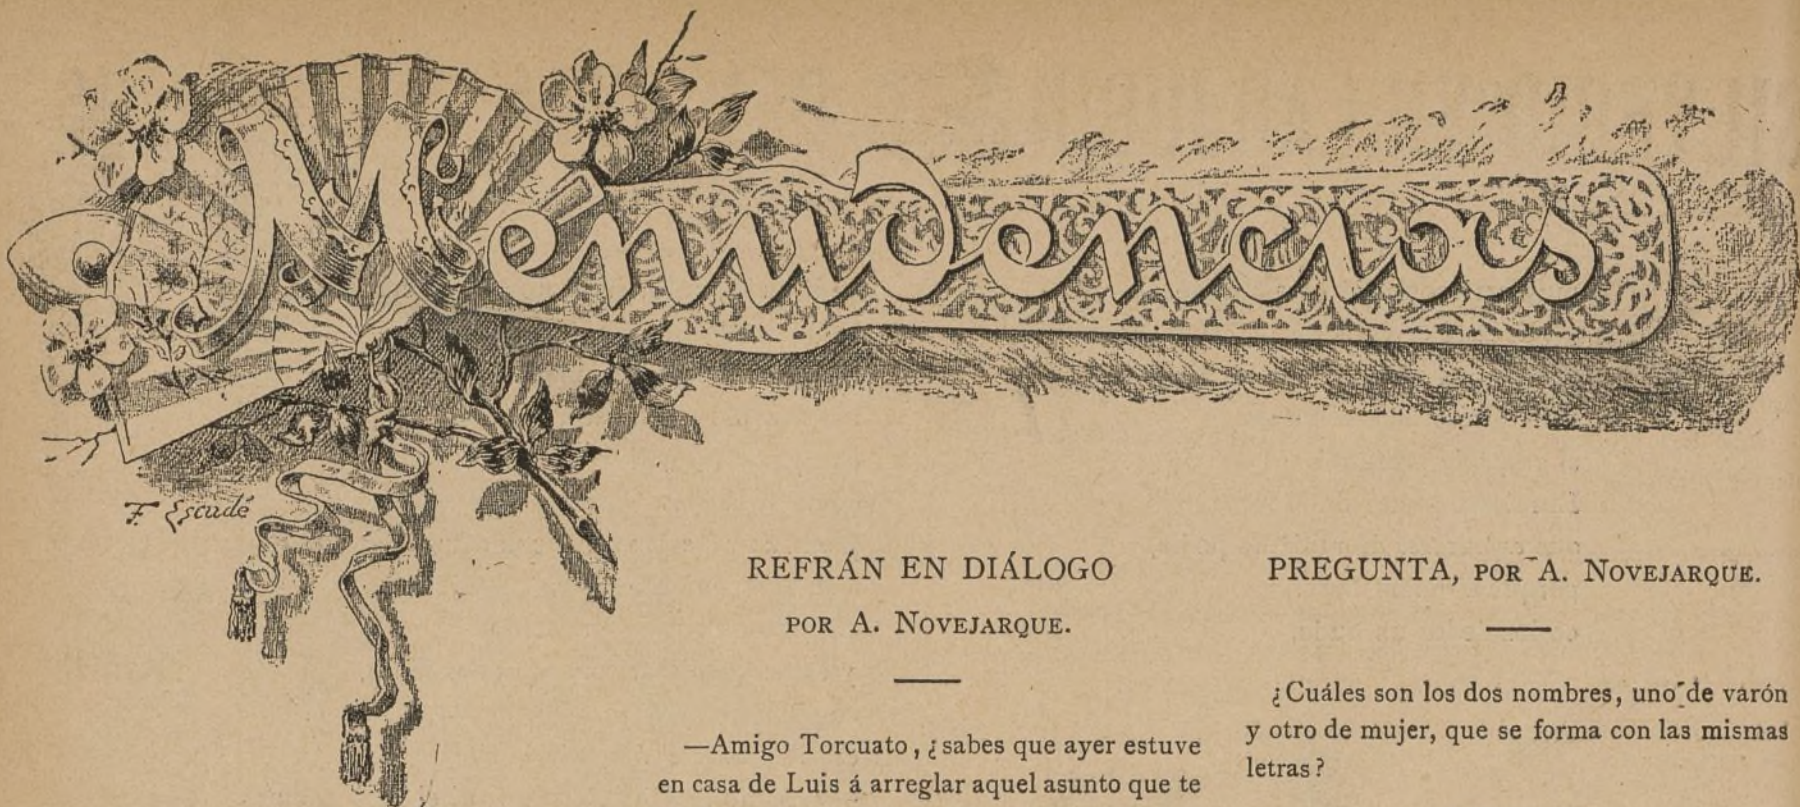 Menudencias
F. Escudé
REFRÁN EN DIÁLOGO
POR A. NOVEJARQUE.
—Amigo Torcuato, ¿sabes que ayer estuve
en casa de Luis á arreglar aquel asunto que te
PREGUNTA, POR A. NOVEJARQUE.
¿Cuáles son los dos nombres, uno de varón
y otro de mujer, que se forma con las mismas
letras?